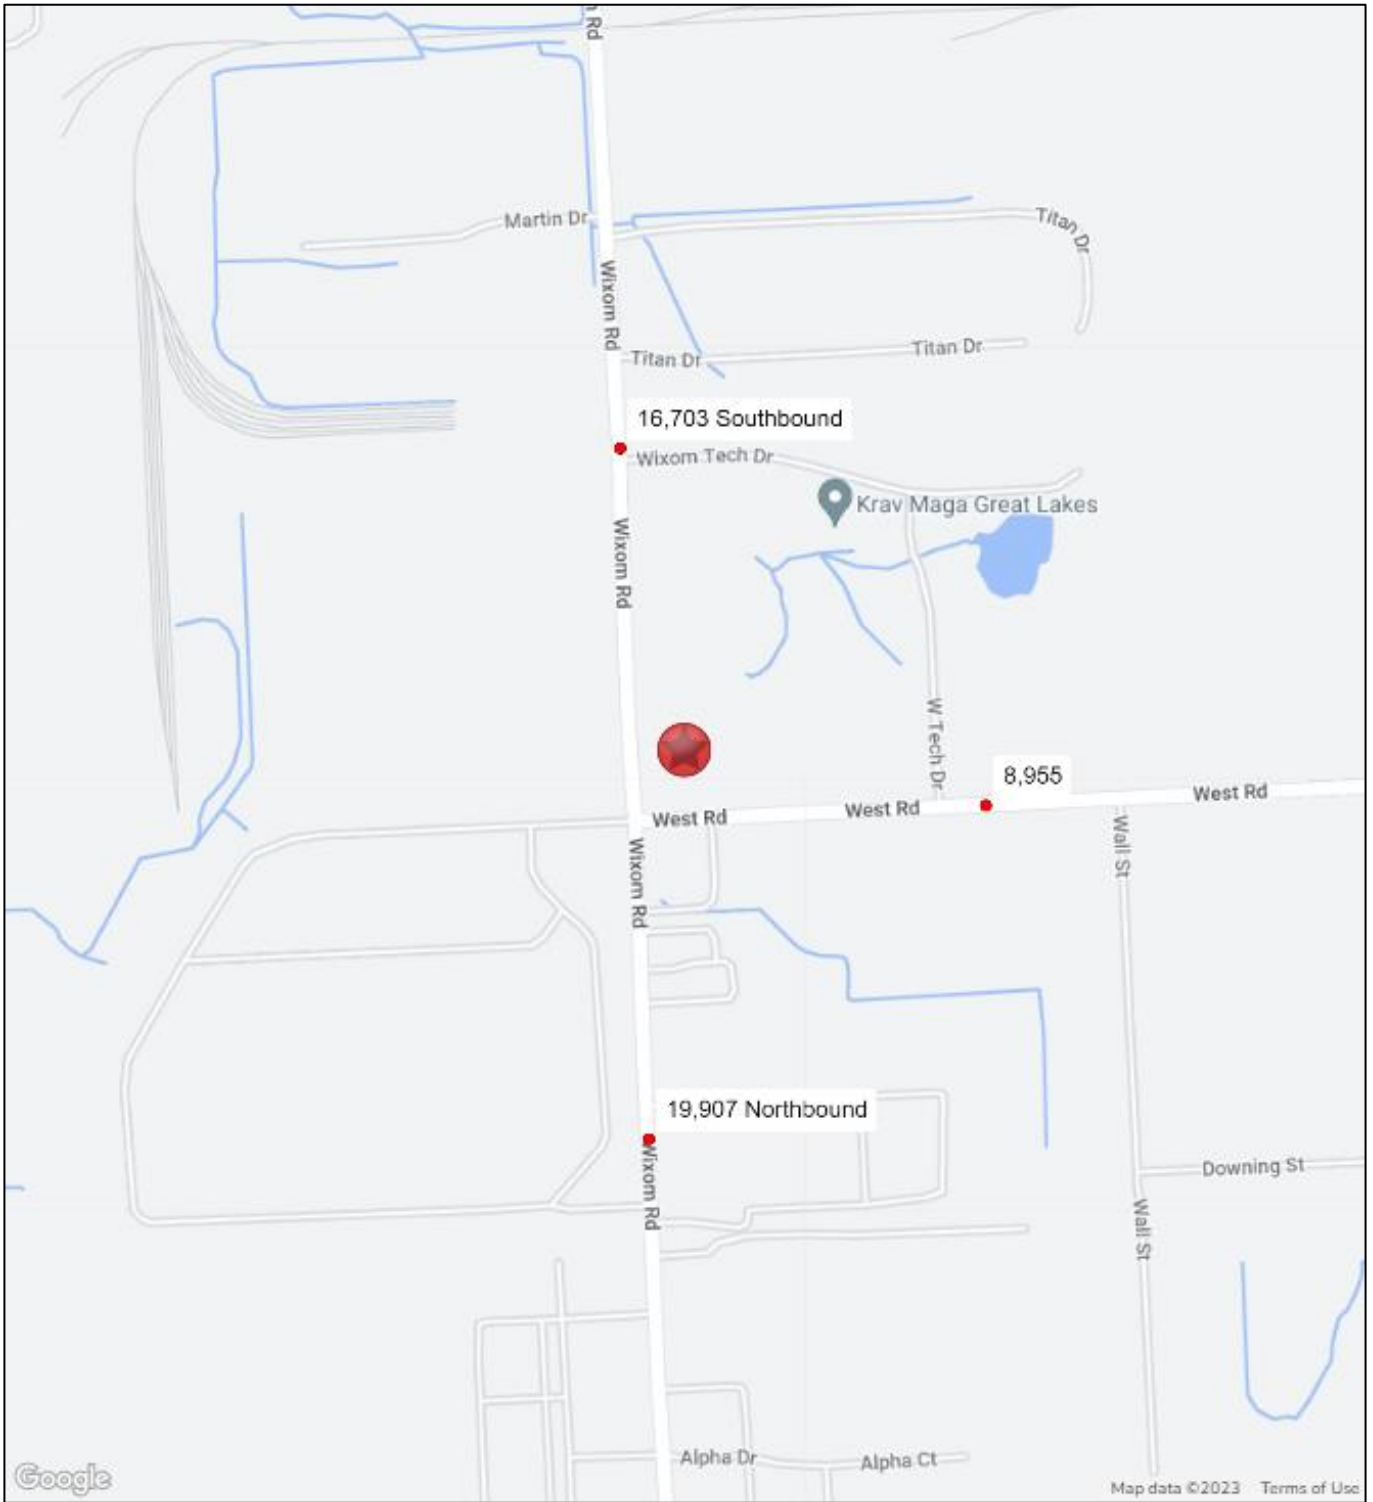 n Rd
Martin Dr
Titan Dr
Wixom Rd
Titan Dr
Titan Dr
16,703 Southbound
Wixom Tech Dr
Krav Maga Great Lakes
Wixom Rd
W Tech Dr
8,955
West Rd
West Rd
West Rd
Wall St
Wixom Rd
19,907 Northbound
Wixom Rd
Downing St
Wall St
Alpha Dr
Alpha Ct
Google
Map data ©2023 Terms of Use